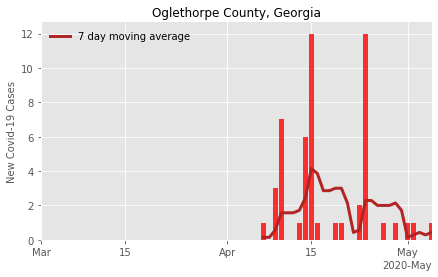 Oglethorpe County, Georgia
7 day moving average
New Covid-19 Cases
12
10
8
6
4
2
0
Mar 15 Apr 15 May
2020-May